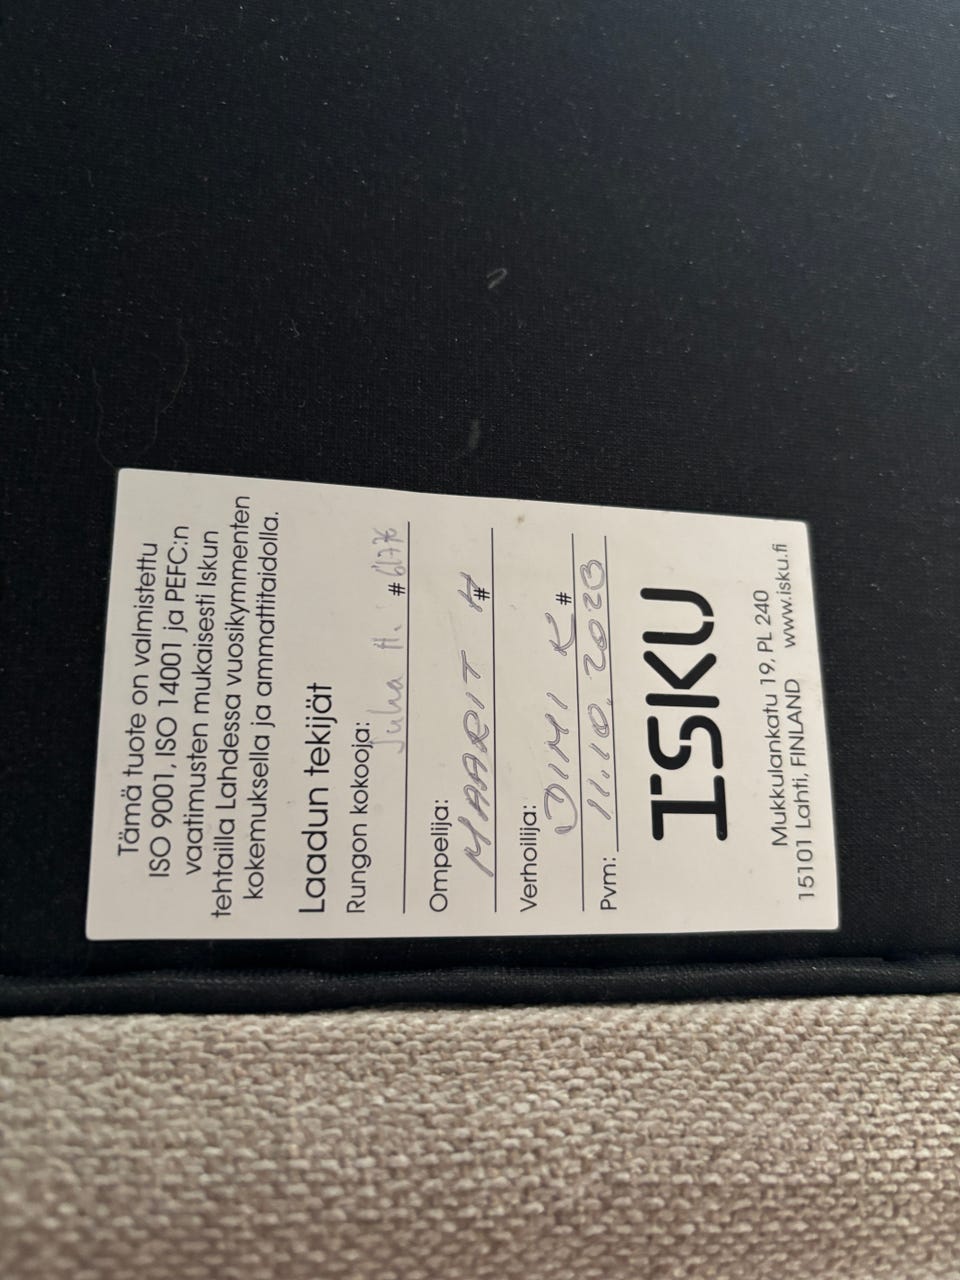 Tämä tuote on valmistettu
ISO 9001, ISO 14001 ja PEFC:n
vaatimusten mukaisesti Iskun
tehtailla Lahdessa vuosikymmenten
kokemuksella ja ammattitaidolla.
Laadun tekijät
Rungon kokooja:
Juha H. # 61776
Ompelija:
MAARIT H #
Verhoilija:
DIMI K #
Pvm: 11.10.2023
ISKU
Mukkulankatu 19, PL 240
15101 Lahti, FINLAND www.isku.fi